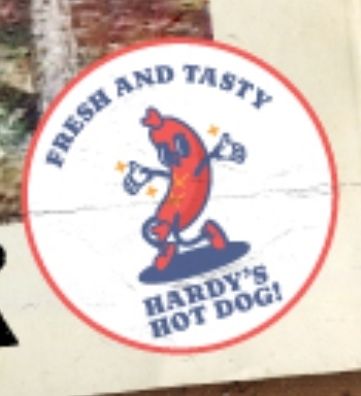 FRESH AND TASTY
HARDY'S
HOT DOG!